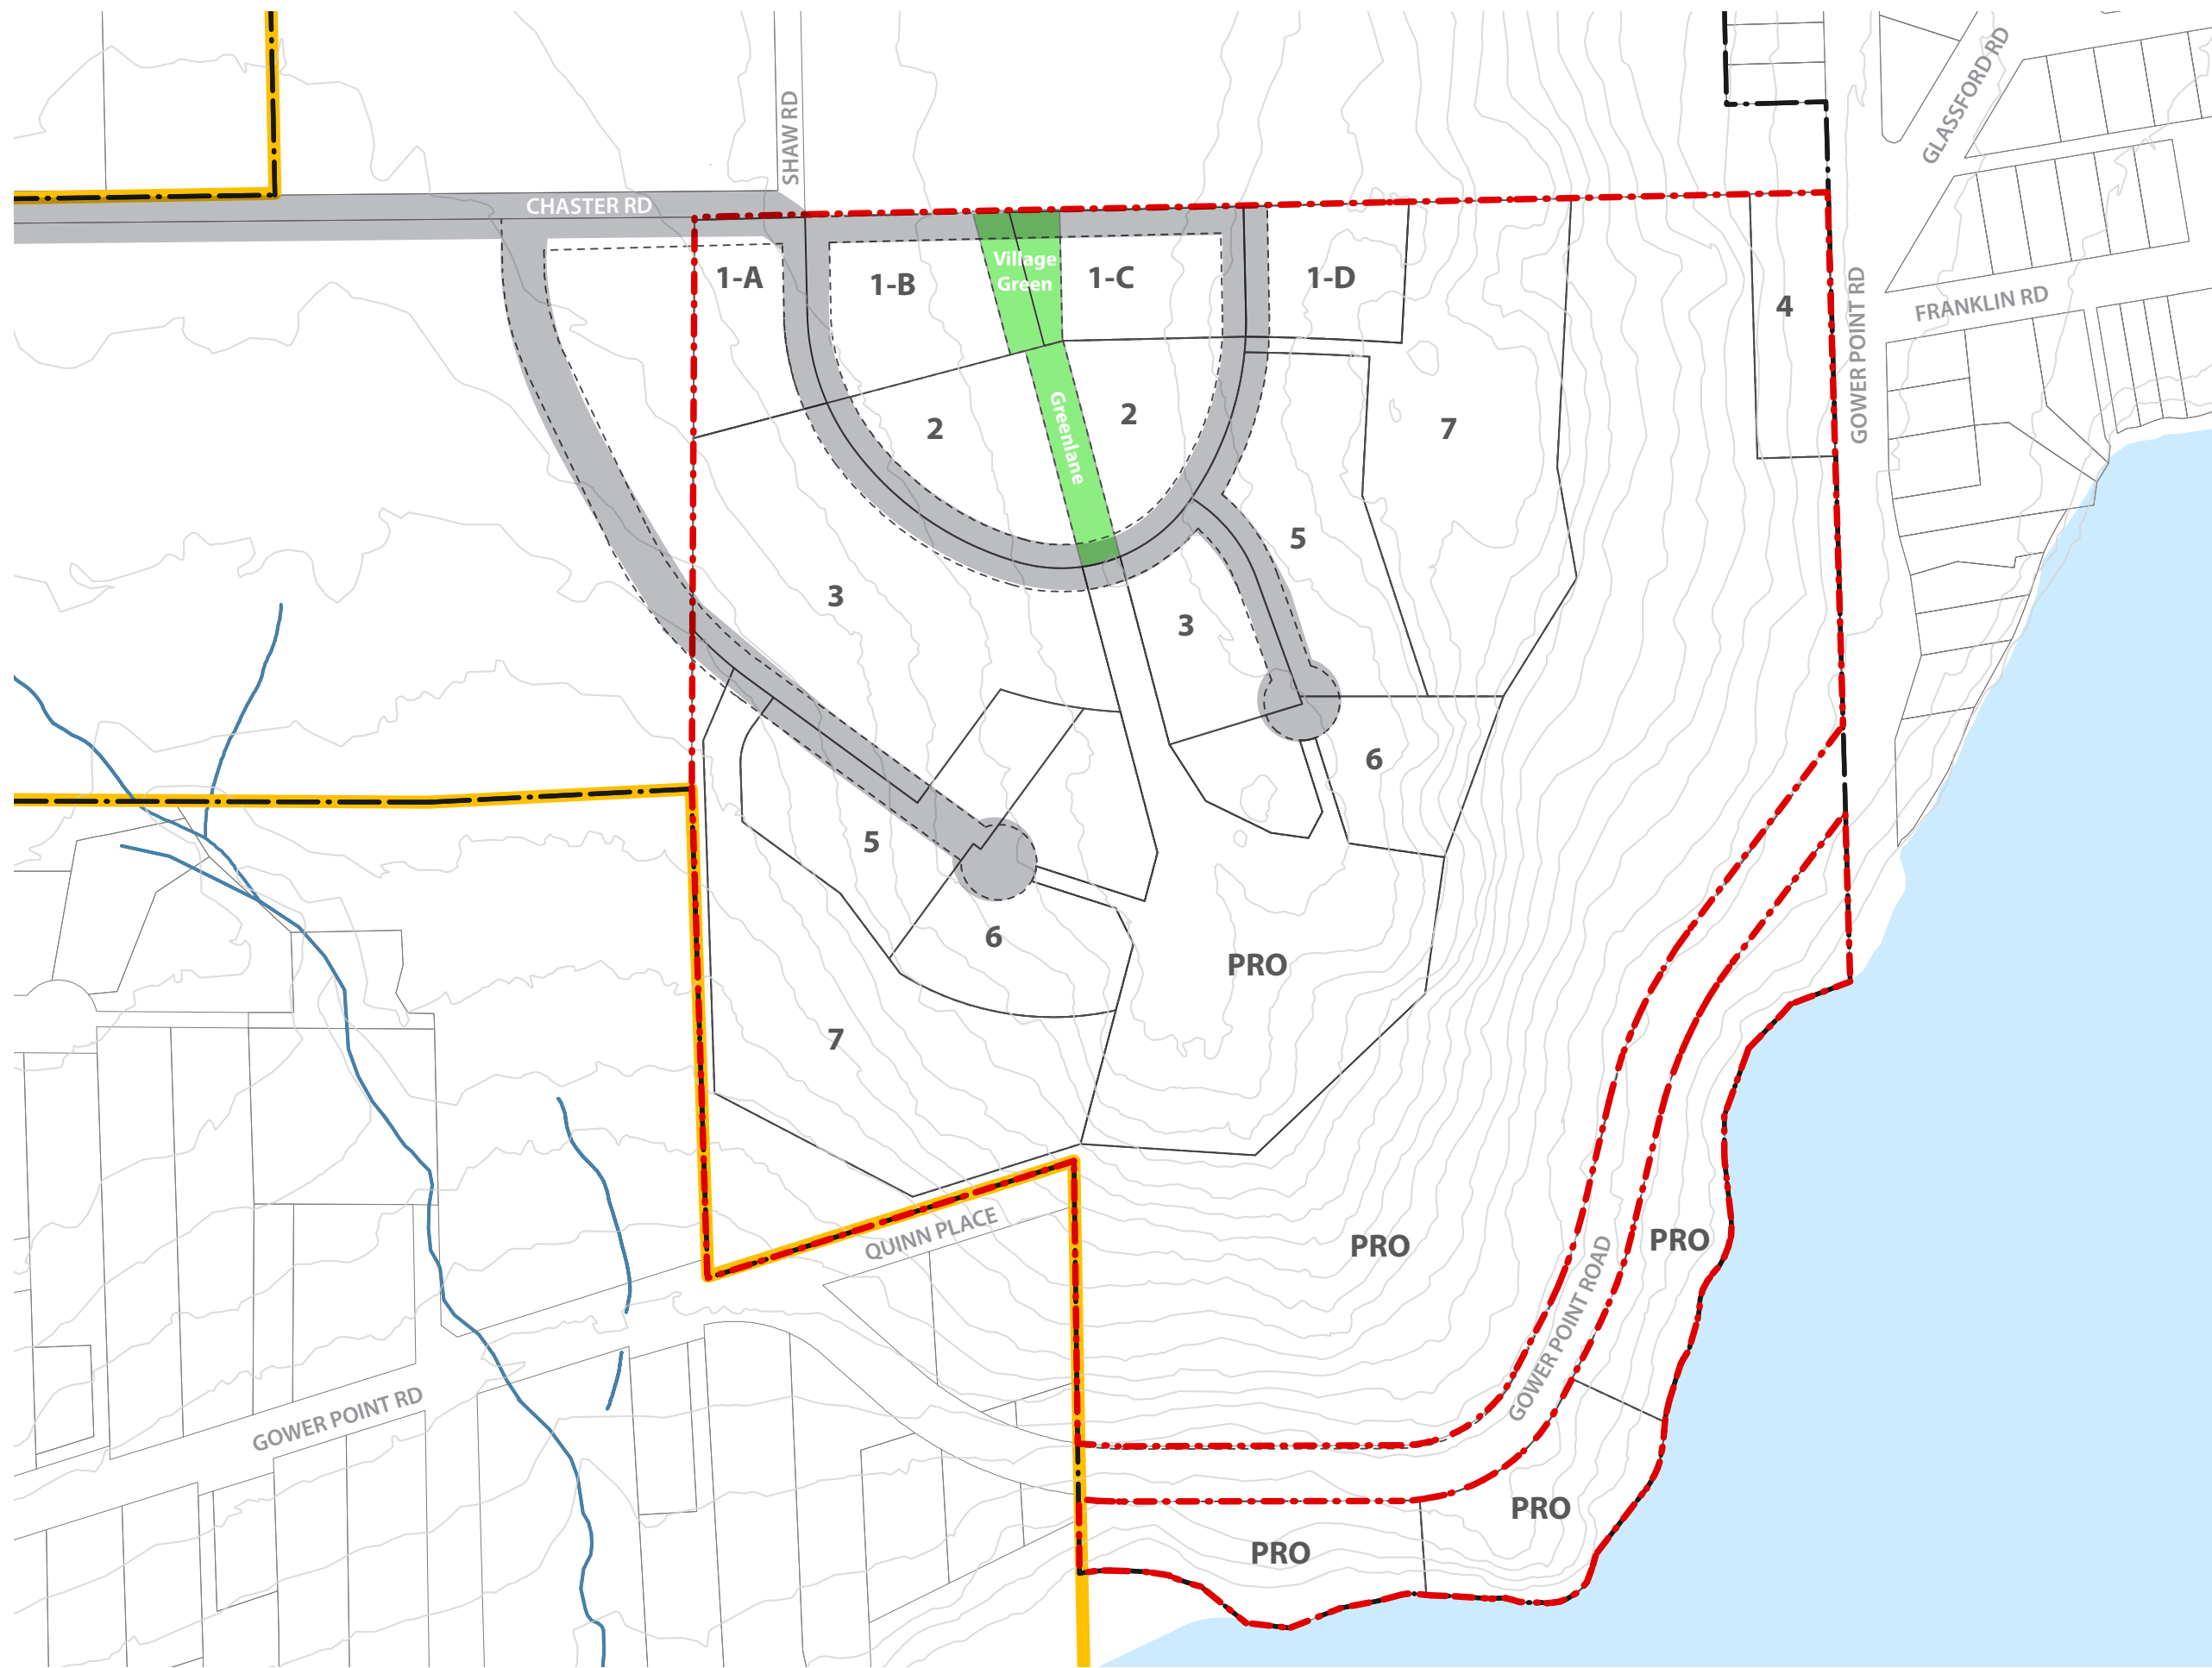 GLASSFORD RD
SHAW RD
CHASTER RD
Village
Green
1-A
1-B
1-C
1-D
4
FRANKLIN RD
GOWER POINT RD
2
2
Greenlane
7
5
3
3
6
5
6
PRO
7
QUINN PLACE
PRO
PRO
GOWER POINT ROAD
GOWER POINT RD
PRO
PRO